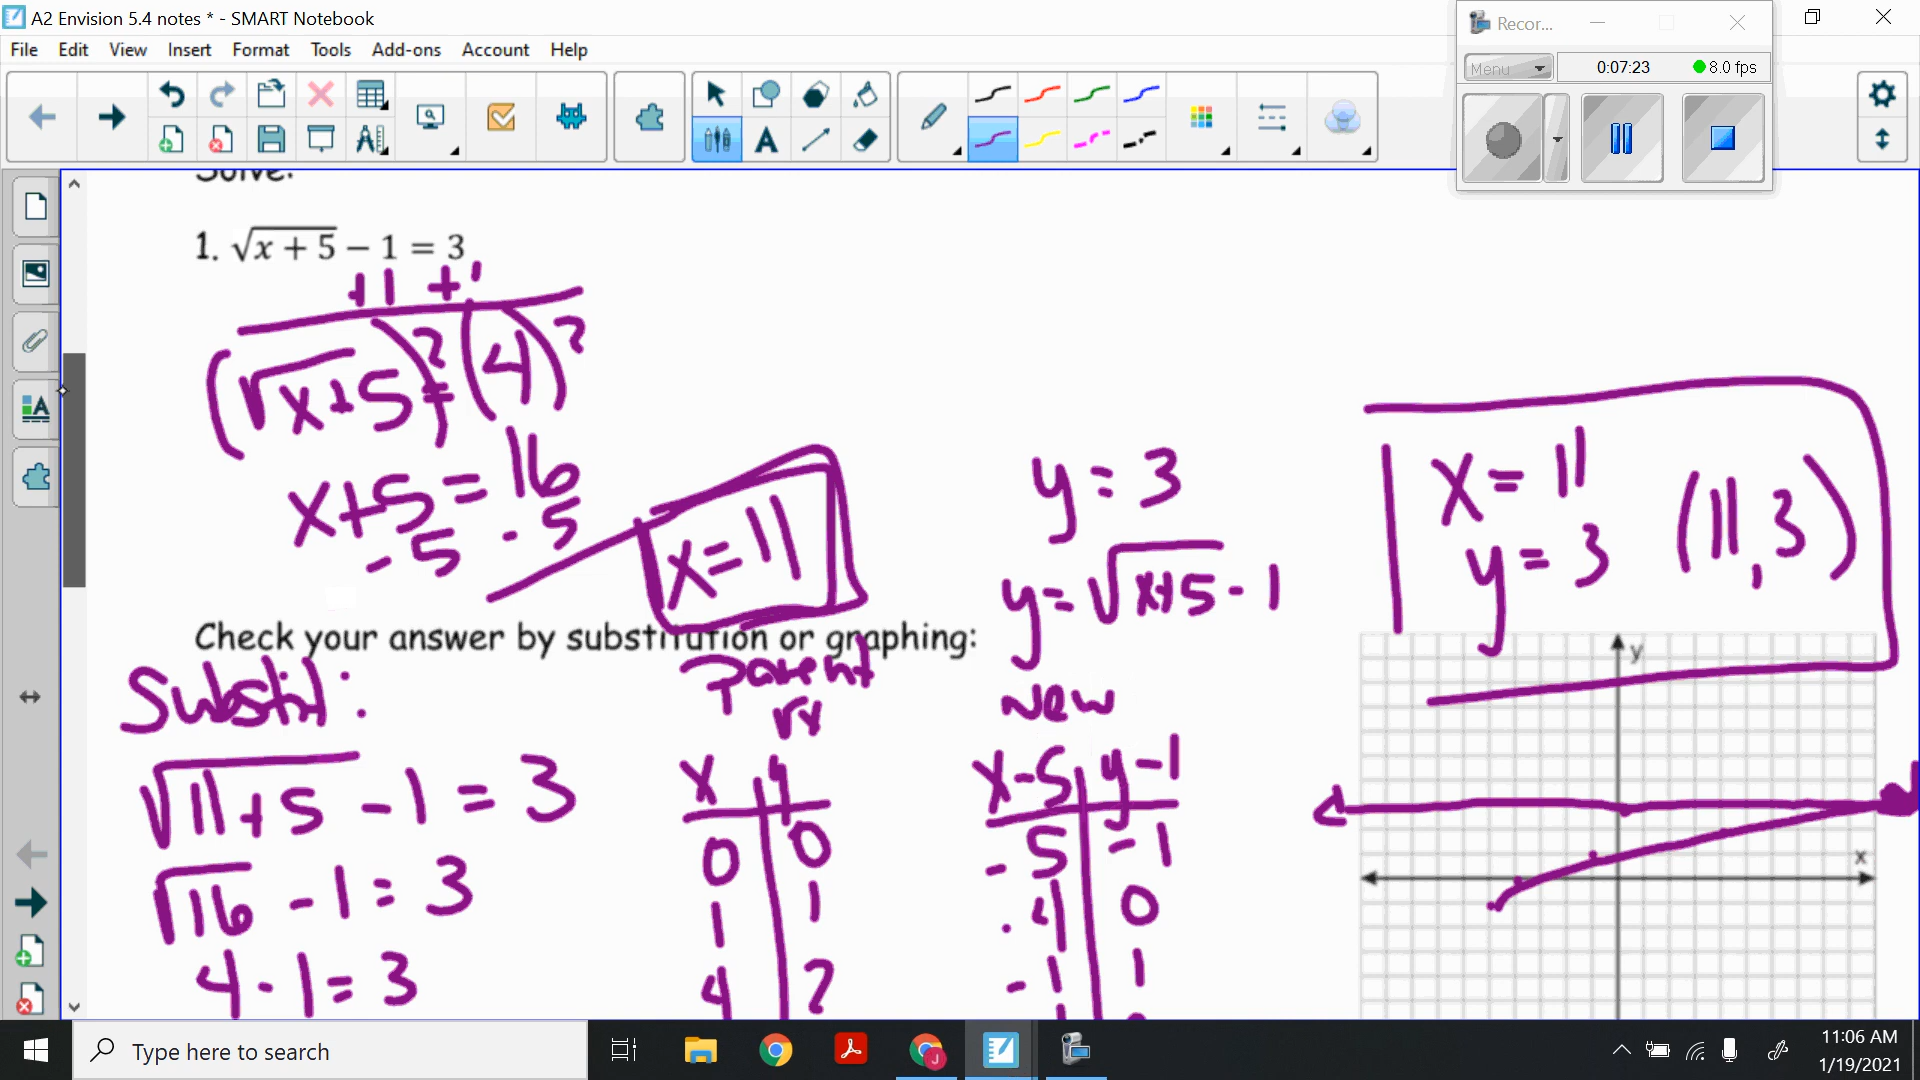 A2 Envision 5.4 notes * - SMART Notebook
File Edit View Insert Format Tools Add-ons Account Help
Recor...
Menu
0:07:23
8.0 fps
A
Solve:
1. √x + 5 − 1 = 3
+1 +1
(√x+5)² = (4)²
x+5 = 16
-5 -5
x = 11
y = 3
y = √x+5 - 1
x = 11
y = 3 (11,3)
Check your answer by substitution or graphing:
Substit:
√11+5 - 1 = 3
√16 - 1 = 3
4 - 1 = 3
Parent
√x
x y
0 0
1 1
4 2
New
x-5 y-1
-5 -1
-4 0
-1 1
y
x
Type here to search
J
11:06 AM
1/19/2021